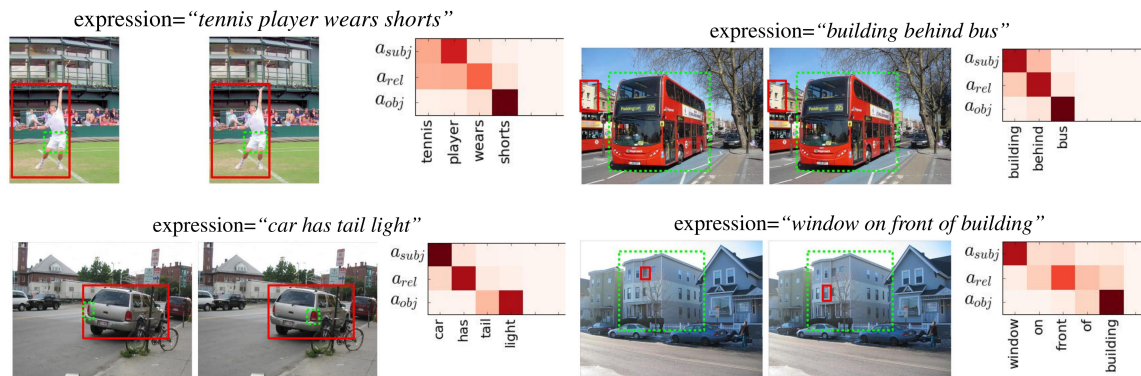 expression=“tennis player wears shorts”
a_subj
a_rel
a_obj
tennis
player
wears
shorts
expression=“building behind bus”
a_subj
a_rel
a_obj
building
behind
bus
expression=“car has tail light”
a_subj
a_rel
a_obj
car
has
tail
light
expression=“window on front of building”
a_subj
a_rel
a_obj
window
on
front
of
building